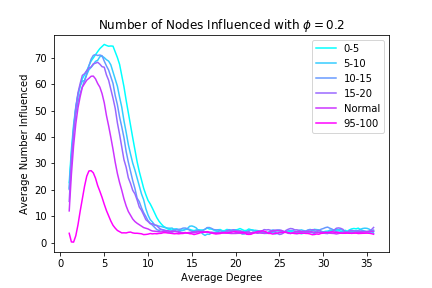 Number of Nodes Influenced with ϕ = 0.2
Average Number Influenced
70
60
50
40
30
20
10
0
0-5
5-10
10-15
15-20
Normal
95-100
0 5 10 15 20 25 30 35
Average Degree